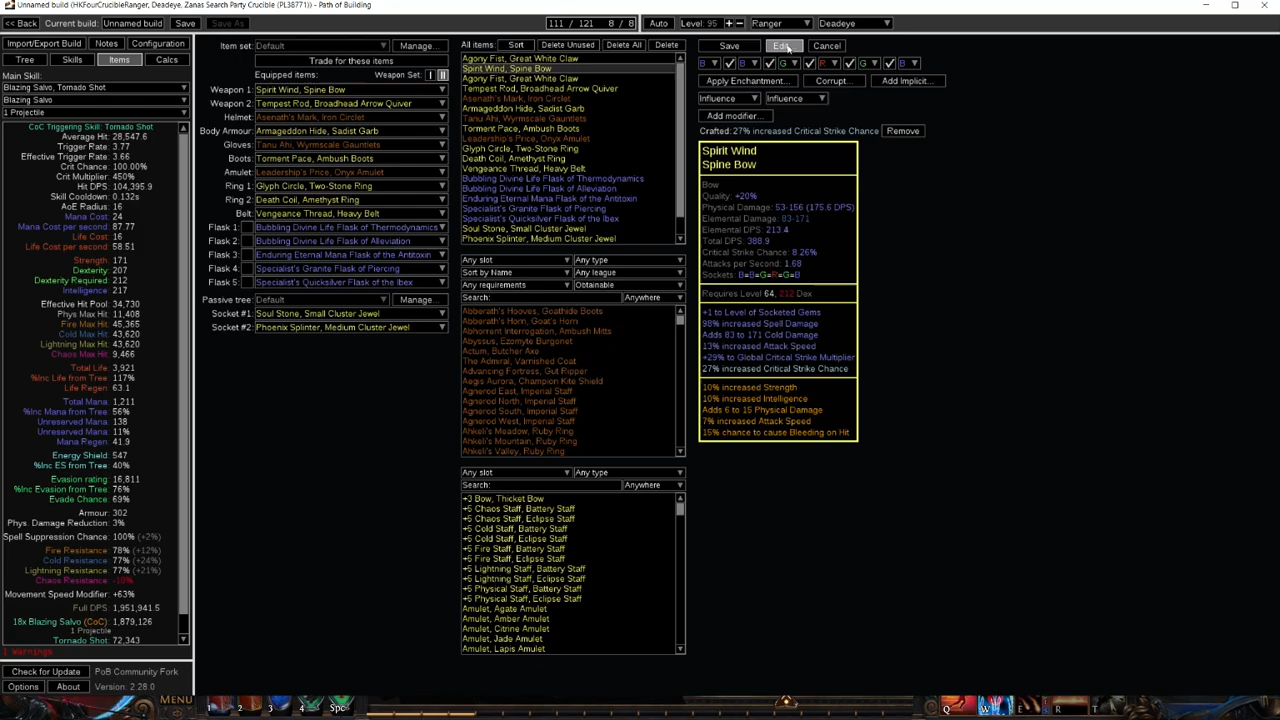 Unnamed build (HKFourCrucibleRanger, Deadeye, Zanas Search Party Crucible (PL38771)) - Path of Building
<< Back Current build: Unnamed build Save Save As 111 / 121 8 / 8 Auto Level: 95 + - Ranger Deadeye
Import/Export Build Notes Configuration
Tree Skills Items Calcs
Main Skill:
Blazing Salvo, Tornado Shot
Blazing Salvo
1 Projectile
CoC Triggering Skill: Tornado Shot
Average Hit: 28,547.6
Trigger Rate: 3.77
Effective Trigger Rate: 3.66
Crit Chance: 100.00%
Crit Multiplier: 450%
Hit DPS: 104,395.9
Skill Cooldown: 0.132s
AoE Radius: 16
Mana Cost: 24
Mana Cost per second: 87.77
Life Cost: 16
Life Cost per second: 58.51
Strength: 171
Dexterity: 207
Dexterity Required: 212
Intelligence: 217
Effective Hit Pool: 34,730
Phys Max Hit: 11,408
Fire Max Hit: 45,365
Cold Max Hit: 43,620
Lightning Max Hit: 43,620
Chaos Max Hit: 9,466
Total Life: 3,921
%Inc Life from Tree: 117%
Life Regen: 63.1
Total Mana: 1,211
%Inc Mana from Tree: 56%
Unreserved Mana: 138
Unreserved Mana: 11%
Mana Regen: 41.9
Energy Shield: 547
%Inc ES from Tree: 40%
Evasion rating: 16,811
%Inc Evasion from Tree: 76%
Evade Chance: 69%
Armour: 302
Phys. Damage Reduction: 3%
Spell Suppression Chance: 100% (+2%)
Fire Resistance: 78% (+12%)
Cold Resistance: 77% (+24%)
Lightning Resistance: 77% (+21%)
Chaos Resistance: -10%
Movement Speed Modifier: +63%
Full DPS: 1,951,941.5
18x Blazing Salvo (CoC): 1,879,126
1 Projectile
Tornado Shot: 72,343
1 Warnings
Check for Update PoB Community Fork
Options About Version: 2.28.0
Item set: Default Manage...
Trade for these items
Equipped items: Weapon Set: I II
Weapon 1: Spirit Wind, Spine Bow
Weapon 2: Tempest Rod, Broadhead Arrow Quiver
Helmet: Asenath's Mark, Iron Circlet
Body Armour: Armageddon Hide, Sadist Garb
Gloves: Tanu Ahi, Wyrmscale Gauntlets
Boots: Torment Pace, Ambush Boots
Amulet: Leadership's Price, Onyx Amulet
Ring 1: Glyph Circle, Two-Stone Ring
Ring 2: Death Coil, Amethyst Ring
Belt: Vengeance Thread, Heavy Belt
Flask 1: Bubbling Divine Life Flask of Thermodynamics
Flask 2: Bubbling Divine Life Flask of Alleviation
Flask 3: Enduring Eternal Mana Flask of the Antitoxin
Flask 4: Specialist's Granite Flask of Piercing
Flask 5: Specialist's Quicksilver Flask of the Ibex
Passive tree: Default Manage...
Socket #1: Soul Stone, Small Cluster Jewel
Socket #2: Phoenix Splinter, Medium Cluster Jewel
All items: Sort Delete Unused Delete All Delete
Agony Fist, Great White Claw
Spirit Wind, Spine Bow
Agony Fist, Great White Claw
Tempest Rod, Broadhead Arrow Quiver
Asenath's Mark, Iron Circlet
Armageddon Hide, Sadist Garb
Tanu Ahi, Wyrmscale Gauntlets
Torment Pace, Ambush Boots
Leadership's Price, Onyx Amulet
Glyph Circle, Two-Stone Ring
Death Coil, Amethyst Ring
Vengeance Thread, Heavy Belt
Bubbling Divine Life Flask of Thermodynamics
Bubbling Divine Life Flask of Alleviation
Enduring Eternal Mana Flask of the Antitoxin
Specialist's Granite Flask of Piercing
Specialist's Quicksilver Flask of the Ibex
Soul Stone, Small Cluster Jewel
Phoenix Splinter, Medium Cluster Jewel
Any slot Any type
Sort by Name Any league
Any requirements Obtainable
Search: Anywhere
Abberath's Hooves, Goathide Boots
Abberath's Horn, Goat's Horn
Abhorrent Interrogation, Ambush Mitts
Abyssus, Ezomyte Burgonet
Actum, Butcher Axe
The Admiral, Varnished Coat
Advancing Fortress, Gut Ripper
Aegis Aurora, Champion Kite Shield
Agnerod East, Imperial Staff
Agnerod North, Imperial Staff
Agnerod South, Imperial Staff
Agnerod West, Imperial Staff
Ahkeli's Meadow, Ruby Ring
Ahkeli's Mountain, Ruby Ring
Ahkeli's Valley, Ruby Ring
Any slot Any type
Search: Anywhere
+3 Bow, Thicket Bow
+5 Chaos Staff, Battery Staff
+5 Chaos Staff, Eclipse Staff
+5 Cold Staff, Battery Staff
+5 Cold Staff, Eclipse Staff
+5 Fire Staff, Battery Staff
+5 Fire Staff, Eclipse Staff
+5 Lightning Staff, Battery Staff
+5 Lightning Staff, Eclipse Staff
+5 Physical Staff, Battery Staff
+5 Physical Staff, Eclipse Staff
Amulet, Agate Amulet
Amulet, Amber Amulet
Amulet, Citrine Amulet
Amulet, Jade Amulet
Amulet, Lapis Amulet
Save Cancel
B B G R G B
Apply Enchantment... Corrupt... Add Implicit...
Influence Influence
Add modifier...
Crafted: 27% increased Critical Strike Chance Remove
Spirit Wind
Spine Bow
Bow
Quality: +20%
Physical Damage: 53-156 (175.6 DPS)
Elemental Damage: 83-171
Elemental DPS: 213.4
Total DPS: 388.9
Critical Strike Chance: 8.26%
Attacks per Second: 1.68
Sockets: B=B=G=R=G=B
Requires Level 64, 212 Dex
+1 to Level of Socketed Gems
98% increased Spell Damage
Adds 83 to 171 Cold Damage
13% increased Attack Speed
+29% to Global Critical Strike Multiplier
27% increased Critical Strike Chance
10% increased Strength
10% increased Intelligence
Adds 6 to 15 Physical Damage
7% increased Attack Speed
15% chance to cause Bleeding on Hit
MENU 1 2 3 4 Spc Q W E R T